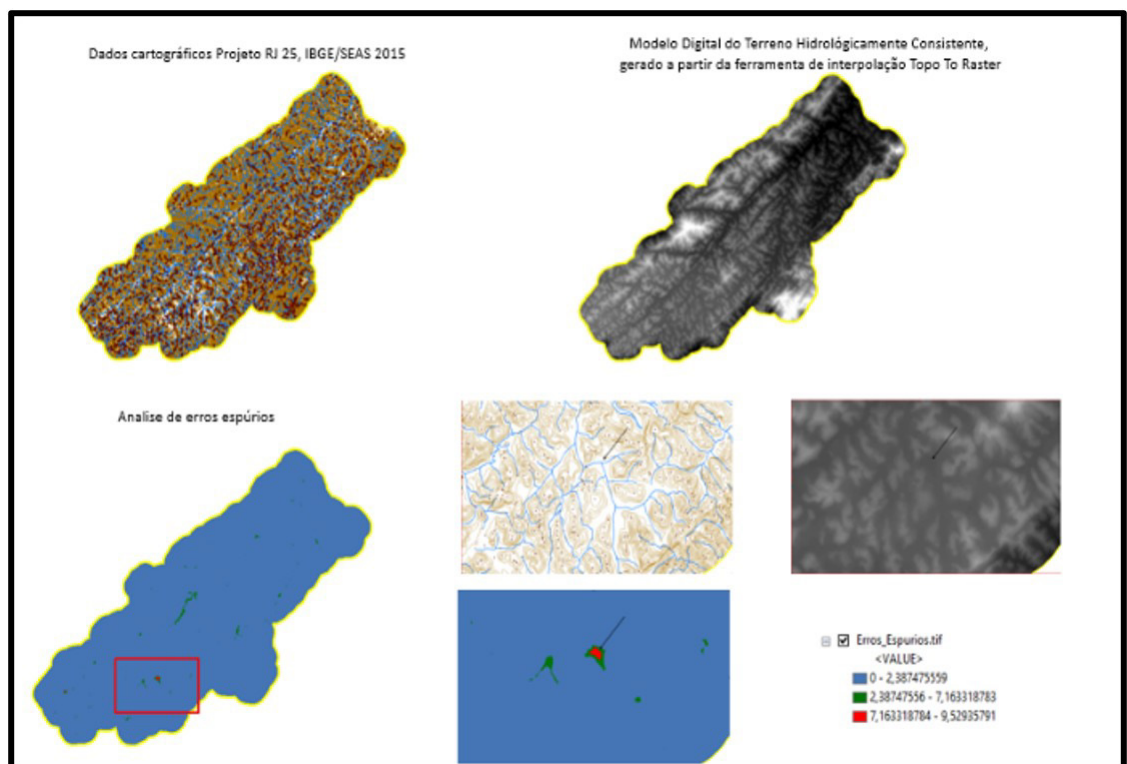 Dados cartográficos Projeto RJ 25, IBGE/SEAS 2015
Modelo Digital do Terreno Hidrológicamente Consistente,
gerado a partir da ferramenta de interpolação Topo To Raster
Analise de erros espúrios
Erros_Espurios.tif
<VALUE>
0 - 2,387475559
2,38747556 - 7,163318783
7,163318784 - 9,52935791